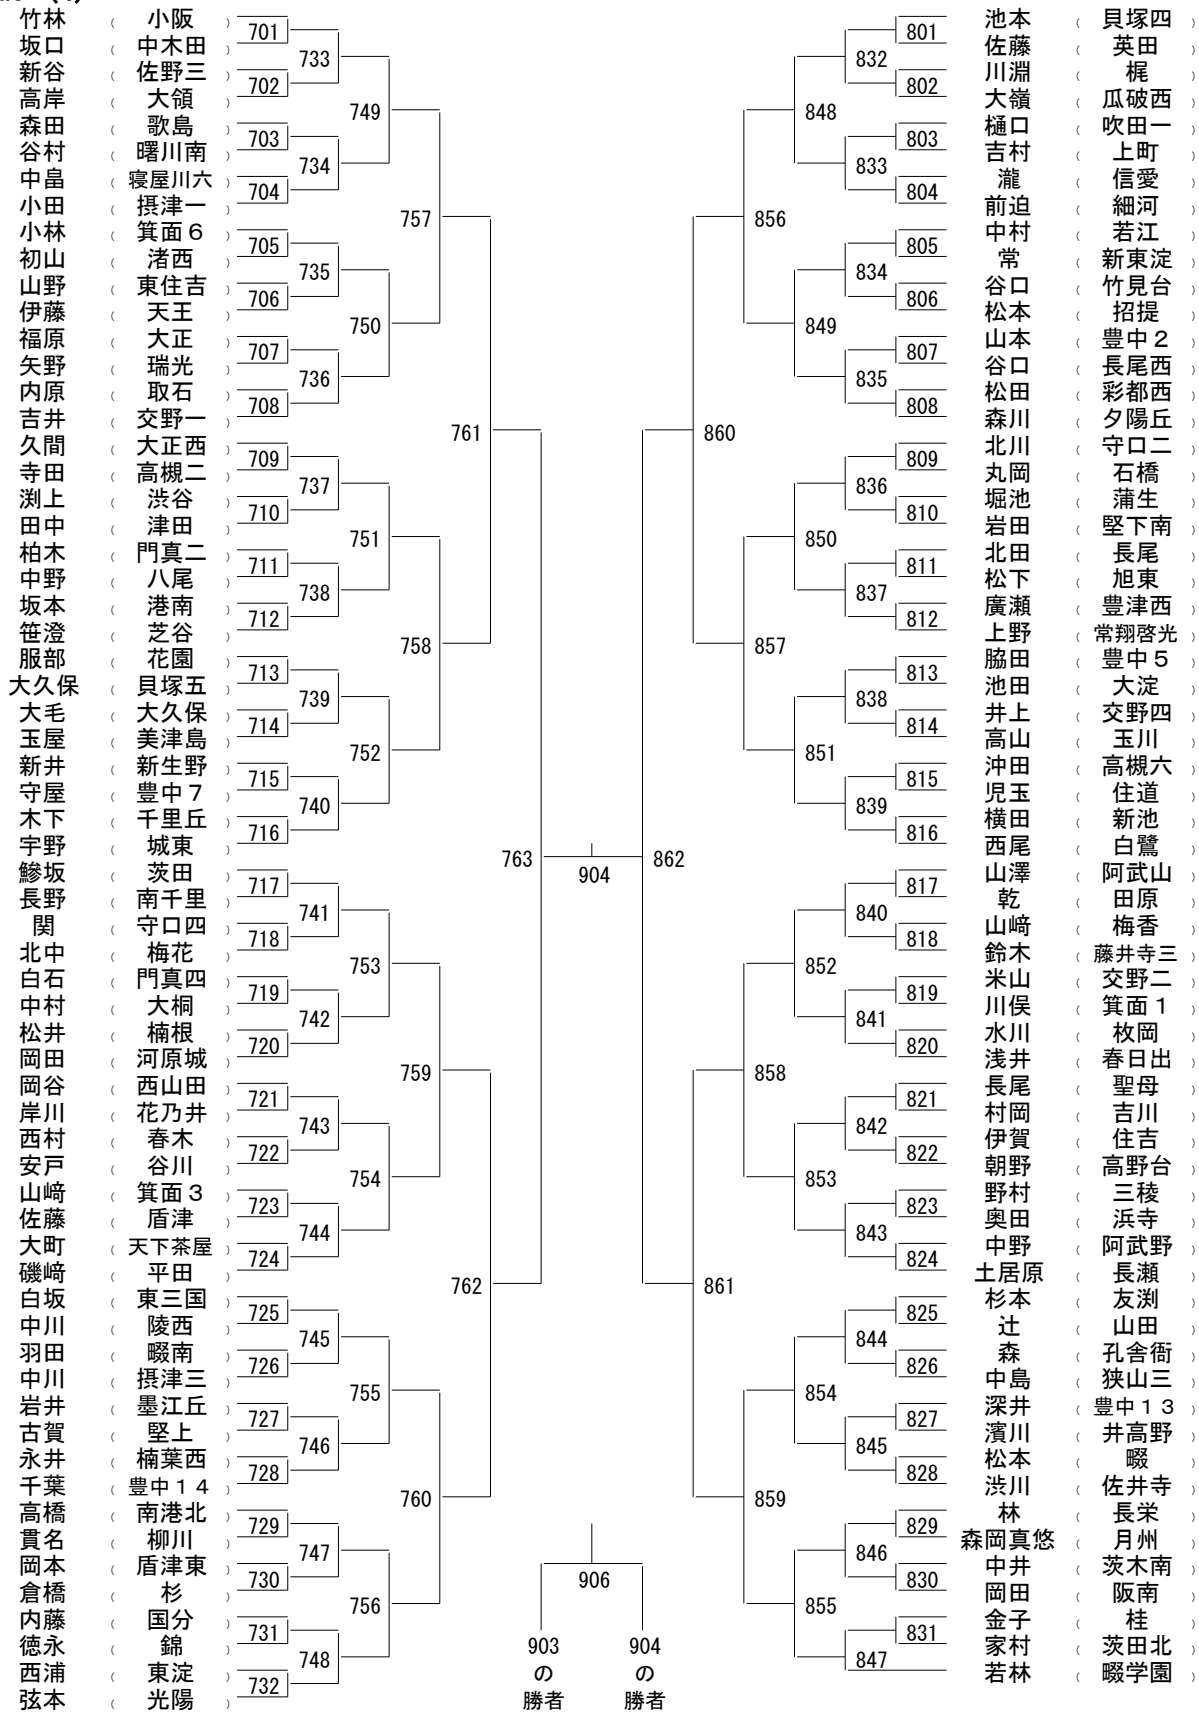 竹林 （ 小阪 ）
坂口 （ 中木田 ）
新谷 （ 佐野三 ）
高岸 （ 大領 ）
森田 （ 歌島 ）
谷村 （ 曙川南 ）
中畠 （ 寝屋川六 ）
小田 （ 摂津一 ）
小林 （ 箕面６ ）
初山 （ 渚西 ）
山野 （ 東住吉 ）
伊藤 （ 天王 ）
福原 （ 大正 ）
矢野 （ 瑞光 ）
内原 （ 取石 ）
吉井 （ 交野一 ）
久間 （ 大正西 ）
寺田 （ 高槻二 ）
渕上 （ 渋谷 ）
田中 （ 津田 ）
柏木 （ 門真二 ）
中野 （ 八尾 ）
坂本 （ 港南 ）
笹澄 （ 芝谷 ）
服部 （ 花園 ）
大久保 （ 貝塚五 ）
大毛 （ 大久保 ）
玉屋 （ 美津島 ）
新井 （ 新生野 ）
守屋 （ 豊中７ ）
木下 （ 千里丘 ）
宇野 （ 城東 ）
鰺坂 （ 茨田 ）
長野 （ 南千里 ）
関 （ 守口四 ）
北中 （ 梅花 ）
白石 （ 門真四 ）
中村 （ 大桐 ）
松井 （ 楠根 ）
岡田 （ 河原城 ）
岡谷 （ 西山田 ）
岸川 （ 花乃井 ）
西村 （ 春木 ）
安戸 （ 谷川 ）
山﨑 （ 箕面３ ）
佐藤 （ 盾津 ）
大町 （ 天下茶屋 ）
磯﨑 （ 平田 ）
白坂 （ 東三国 ）
中川 （ 陵西 ）
羽田 （ 畷南 ）
中川 （ 摂津三 ）
岩井 （ 墨江丘 ）
古賀 （ 堅上 ）
永井 （ 楠葉西 ）
千葉 （ 豊中１４ ）
高橋 （ 南港北 ）
貫名 （ 柳川 ）
岡本 （ 盾津東 ）
倉橋 （ 杉 ）
内藤 （ 国分 ）
徳永 （ 錦 ）
西浦 （ 東淀 ）
弦本 （ 光陽 ）
701
702
703
704
705
706
707
708
709
710
711
712
713
714
715
716
717
718
719
720
721
722
723
724
725
726
727
728
729
730
731
732
733
734
735
736
737
738
739
740
741
742
743
744
745
746
747
748
749
750
751
752
753
754
755
756
757
758
759
760
761
762
763
904
906
903
の
勝者
904
の
勝者
862
860
861
856
857
858
859
848
849
850
851
852
853
854
855
832
833
834
835
836
837
838
839
840
841
842
843
844
845
846
847
801
802
803
804
805
806
807
808
809
810
811
812
813
814
815
816
817
818
819
820
821
822
823
824
825
826
827
828
829
830
831
池本 （ 貝塚四 ）
佐藤 （ 英田 ）
川淵 （ 梶 ）
大嶺 （ 瓜破西 ）
樋口 （ 吹田一 ）
吉村 （ 上町 ）
瀧 （ 信愛 ）
前迫 （ 細河 ）
中村 （ 若江 ）
常 （ 新東淀 ）
谷口 （ 竹見台 ）
松本 （ 招提 ）
山本 （ 豊中２ ）
谷口 （ 長尾西 ）
松田 （ 彩都西 ）
森川 （ 夕陽丘 ）
北川 （ 守口二 ）
丸岡 （ 石橋 ）
堀池 （ 蒲生 ）
岩田 （ 堅下南 ）
北田 （ 長尾 ）
松下 （ 旭東 ）
廣瀬 （ 豊津西 ）
上野 （ 常翔啓光 ）
脇田 （ 豊中５ ）
池田 （ 大淀 ）
井上 （ 交野四 ）
高山 （ 玉川 ）
沖田 （ 高槻六 ）
児玉 （ 住道 ）
横田 （ 新池 ）
西尾 （ 白鷺 ）
山澤 （ 阿武山 ）
乾 （ 田原 ）
山﨑 （ 梅香 ）
鈴木 （ 藤井寺三 ）
米山 （ 交野二 ）
川俣 （ 箕面１ ）
水川 （ 枚岡 ）
浅井 （ 春日出 ）
長尾 （ 聖母 ）
村岡 （ 吉川 ）
伊賀 （ 住吉 ）
朝野 （ 高野台 ）
野村 （ 三稜 ）
奥田 （ 浜寺 ）
中野 （ 阿武野 ）
土居原 （ 長瀬 ）
杉本 （ 友渕 ）
辻 （ 山田 ）
森 （ 孔舎衙 ）
中島 （ 狭山三 ）
深井 （ 豊中１３ ）
濱川 （ 井高野 ）
松本 （ 畷 ）
渋川 （ 佐井寺 ）
林 （ 長栄 ）
森岡真悠 （ 月州 ）
中井 （ 茨木南 ）
岡田 （ 阪南 ）
金子 （ 桂 ）
家村 （ 茨田北 ）
若林 （ 畷学園 ）